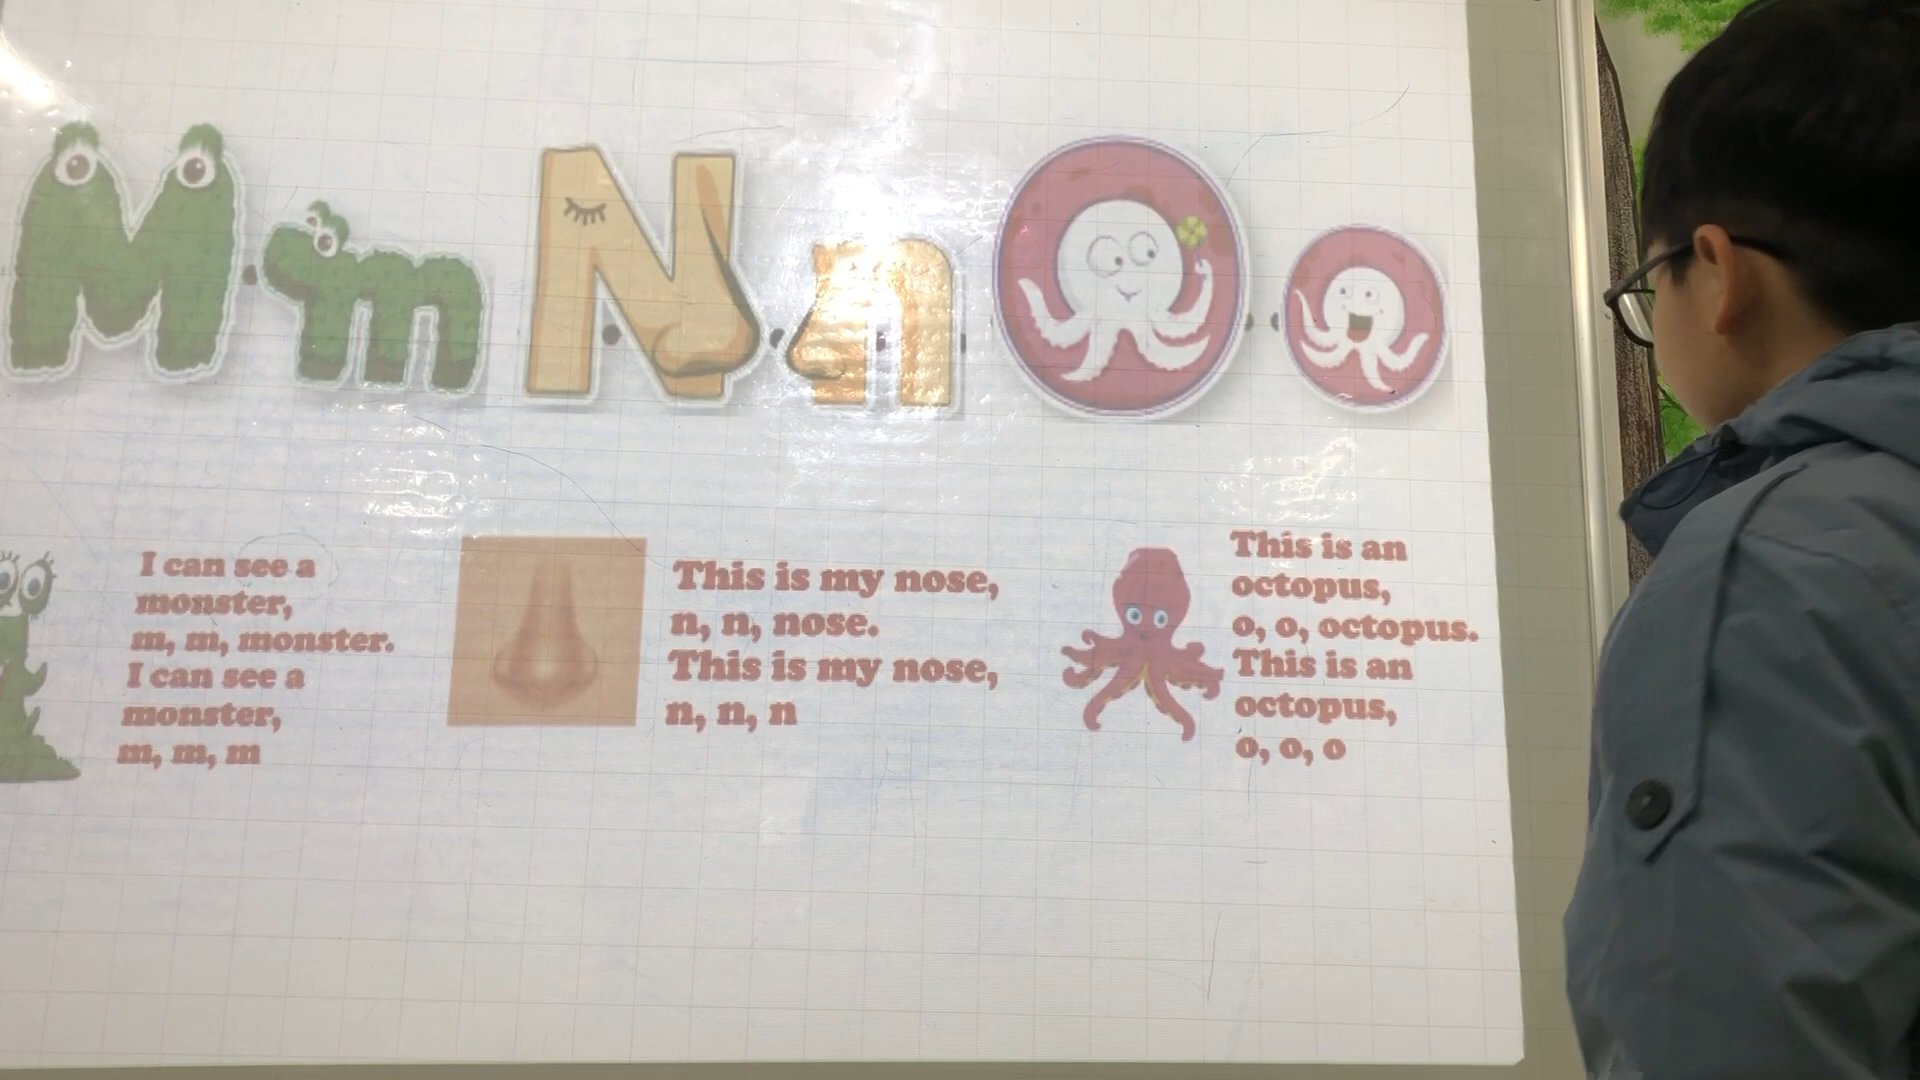 M m N n O o
I can see a
monster,
m, m, monster.
I can see a
monster,
m, m, m
This is my nose,
n, n, nose.
This is my nose,
n, n, n
This is an
octopus,
o, o, octopus.
This is an
octopus,
o, o, o